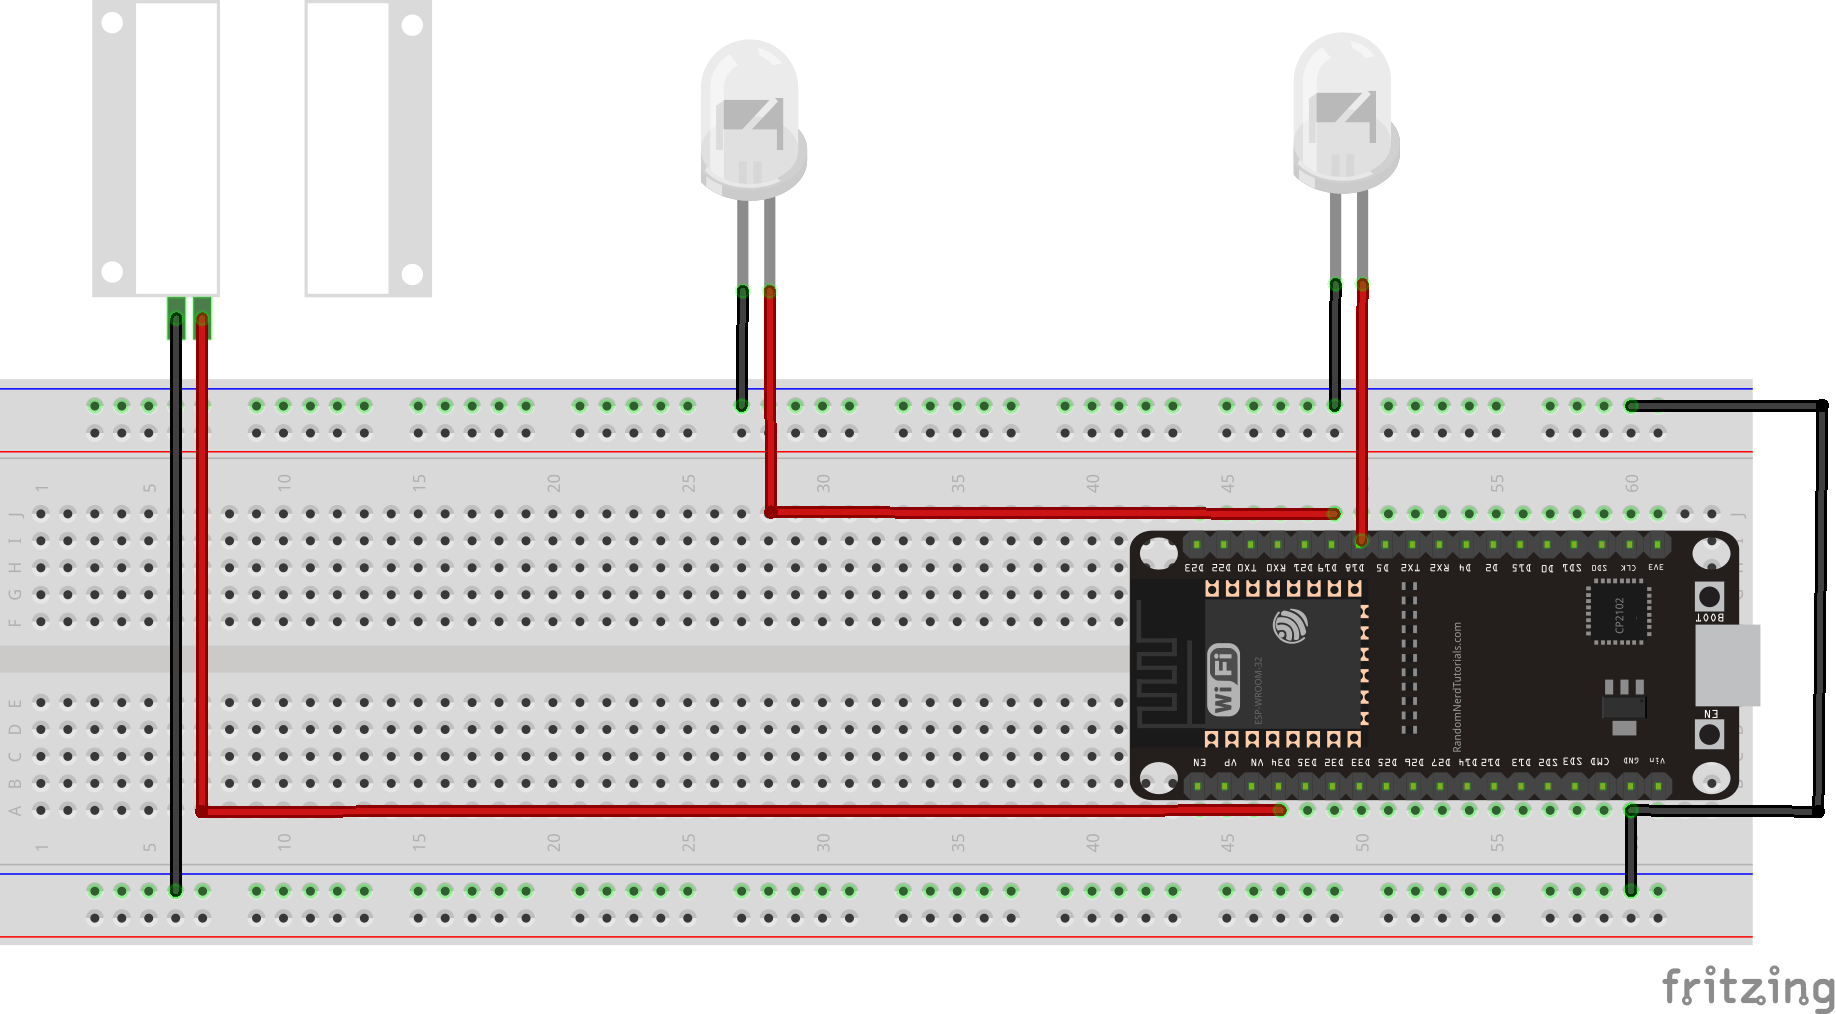 1 5 10 15 20 25 30 35 40 45 55 60
J J
I
H
G
F
D23 D22 TX0 RX0 D21 D19 D18 D5 TX2 RX2 D4 D2 D15 D0 SD1 SD0 CLK 3V3
BOOT
CP2102
WiFi
ESP-WROOM-32
RandomNerdTutorials.com
EN
E
D
C
B
A
EN VP VN D34 D35 D32 D33 D25 D26 D27 D14 D12 D13 SD2 SD3 CMD GND Vin
1 5 10 15 20 25 30 35 40 45 50 55
fritzing